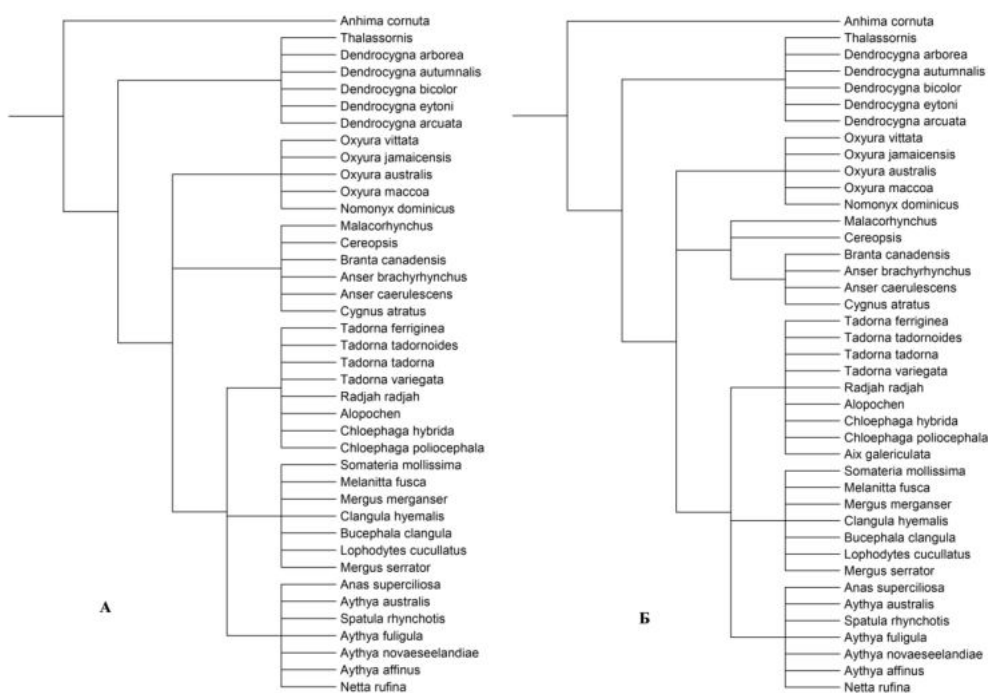 Anhima cornuta
Thalassornis
Dendrocygna arborea
Dendrocygna autumnalis
Dendrocygna bicolor
Dendrocygna eytoni
Dendrocygna arcuata
Oxyura vittata
Oxyura jamaicensis
Oxyura australis
Oxyura maccoa
Nomonyx dominicus
Malacorhynchus
Cereopsis
Branta canadensis
Anser brachyrhynchus
Anser caerulescens
Cygnus atratus
Tadorna ferriginea
Tadorna tadornoides
Tadorna tadorna
Tadorna variegata
Radjah radjah
Alopochen
Chloephaga hybrida
Chloephaga poliocephala
Somateria mollissima
Melanitta fusca
Mergus merganser
Clangula hyemalis
Bucephala clangula
Lophodytes cucullatus
Mergus serrator
Anas superciliosa
Aythya australis
Spatula rhynchotis
Aythya fuligula
Aythya novaeseelandiae
Aythya affinus
Netta rufina
А
Anhima cornuta
Thalassornis
Dendrocygna arborea
Dendrocygna autumnalis
Dendrocygna bicolor
Dendrocygna eytoni
Dendrocygna arcuata
Oxyura vittata
Oxyura jamaicensis
Oxyura australis
Oxyura maccoa
Nomonyx dominicus
Malacorhynchus
Cereopsis
Branta canadensis
Anser brachyrhynchus
Anser caerulescens
Cygnus atratus
Tadorna ferriginea
Tadorna tadornoides
Tadorna tadorna
Tadorna variegata
Radjah radjah
Alopochen
Chloephaga hybrida
Chloephaga poliocephala
Aix galericulata
Somateria mollissima
Melanitta fusca
Mergus merganser
Clangula hyemalis
Bucephala clangula
Lophodytes cucullatus
Mergus serrator
Anas superciliosa
Aythya australis
Spatula rhynchotis
Aythya fuligula
Aythya novaeseelandiae
Aythya affinus
Netta rufina
Б